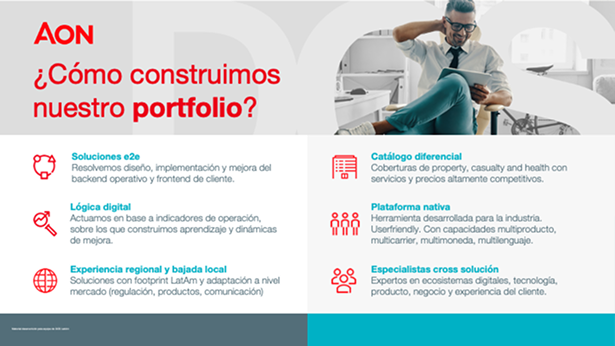 AON
¿Cómo construimos
nuestro portfolio?
Soluciones e2e
Resolvemos diseño, implementación y mejora del
backend operativo y frontend de cliente.
Lógica digital
Actuamos en base a indicadores de operación,
sobre los que construimos aprendizaje y dinámicas
de mejora.
Experiencia regional y bajada local
Soluciones con footprint LatAm y adaptación a nivel
mercado (regulación, productos, comunicación)
Catálogo diferencial
Coberturas de property, casualty and health con
servicios y precios altamente competitivos.
Plataforma nativa
Herramienta desarrollada para la industria.
Userfriendly. Con capacidades multiproducto,
multicarrier, multimoneda, multilenguaje.
Especialistas cross solución
Expertos en ecosistemas digitales, tecnología,
producto, negocio y experiencia del cliente.